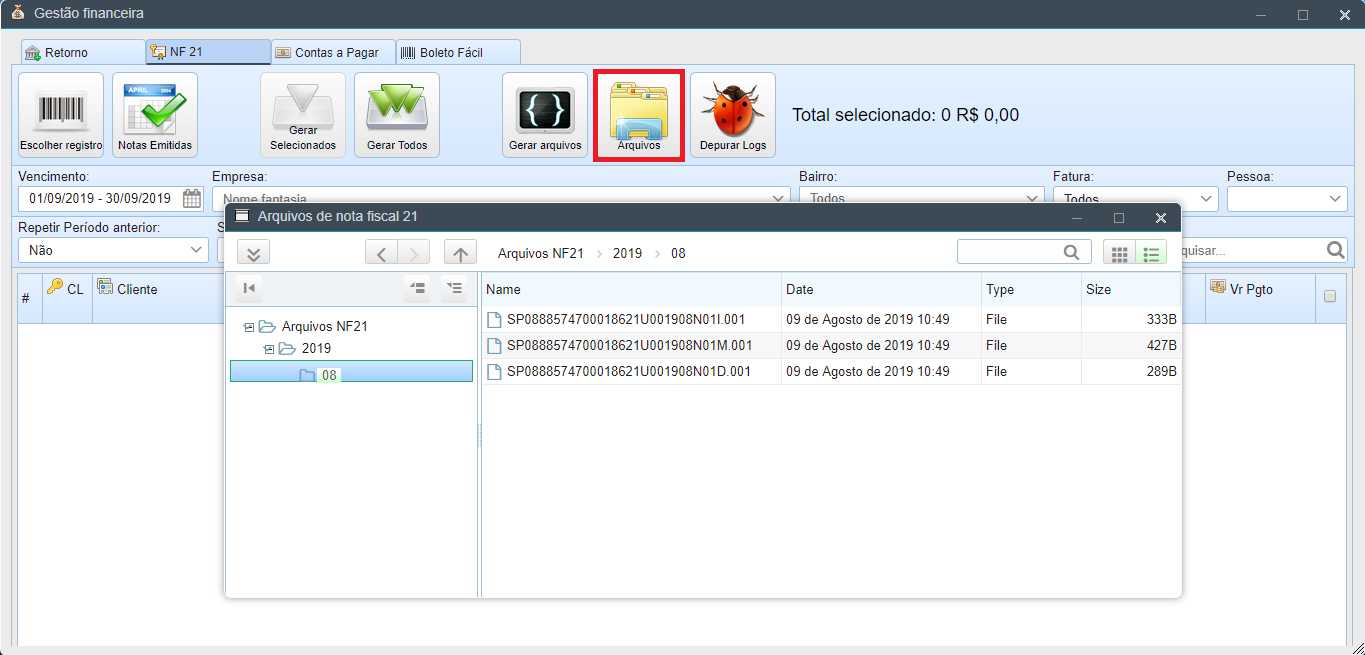 Gestão financeira
Retorno
NF 21
Contas a Pagar
Boleto Fácil
APRIL 2004
Escolher registro
Notas Emitidas
Gerar
Selecionados
Gerar Todos
Gerar arquivos
Arquivos
Depurar Logs
Total selecionado: 0 R$ 0,00
Vencimento:
Empresa:
Bairro:
Fatura:
Pessoa:
01/09/2019 - 30/09/2019
Nome fantasia
Todos
Todos
Repetir Período anterior:
S
Não
quisar...
#
CL
Cliente
Vr Pgto
Arquivos de nota fiscal 21
Arquivos NF21 > 2019 > 08
Name
Date
Type
Size
Arquivos NF21
2019
08
SP0888574700018621U001908N01I.001 09 de Agosto de 2019 10:49 File 333B
SP0888574700018621U001908N01M.001 09 de Agosto de 2019 10:49 File 427B
SP0888574700018621U001908N01D.001 09 de Agosto de 2019 10:49 File 289B